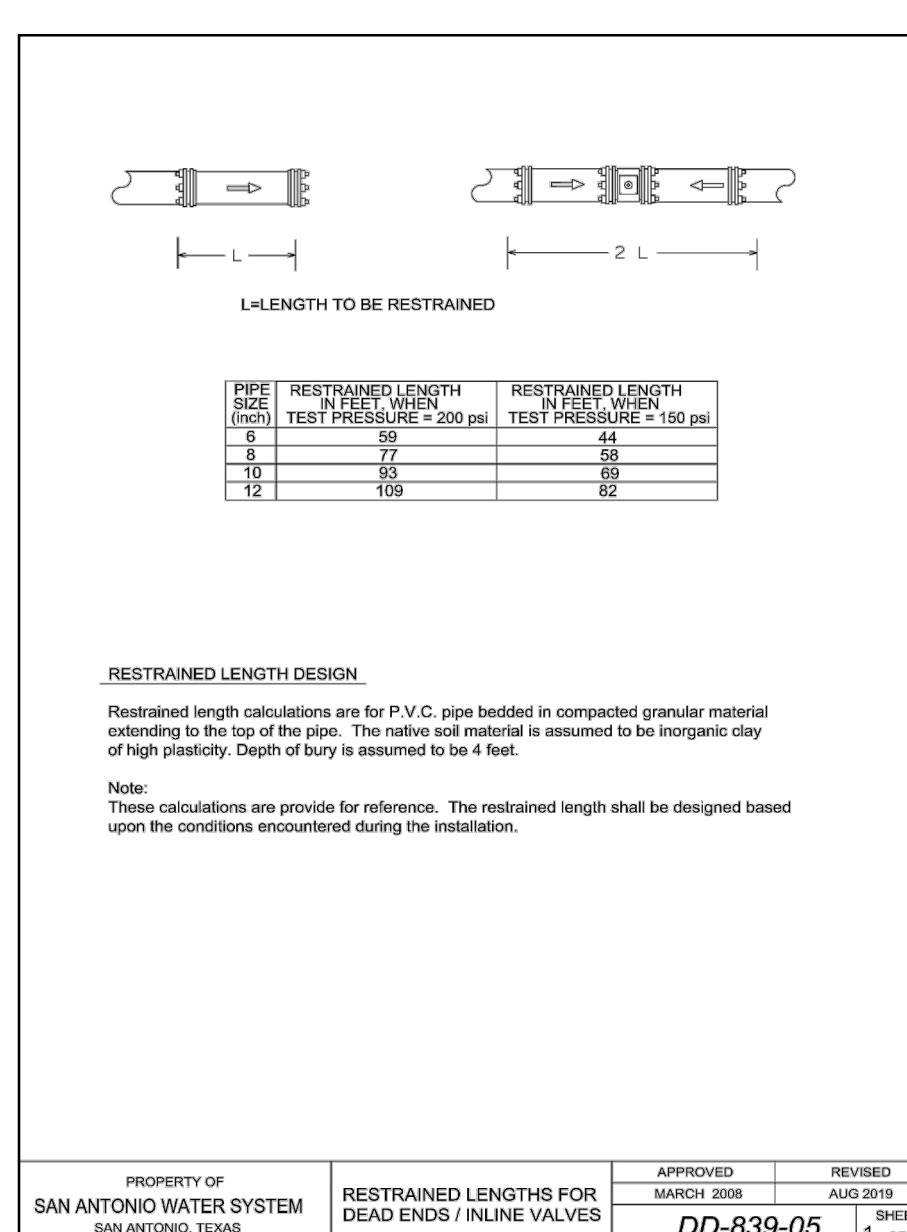 L
2 L
L=LENGTH TO BE RESTRAINED
PIPE SIZE (inch) RESTRAINED LENGTH IN FEET, WHEN TEST PRESSURE = 200 psi RESTRAINED LENGTH IN FEET, WHEN TEST PRESSURE = 150 psi
6 59 44
8 77 58
10 93 69
12 109 82
RESTRAINED LENGTH DESIGN
Restrained length calculations are for P.V.C. pipe bedded in compacted granular material
extending to the top of the pipe. The native soil material is assumed to be inorganic clay
of high plasticity. Depth of bury is assumed to be 4 feet.
Note:
These calculations are provide for reference. The restrained length shall be designed based
upon the conditions encountered during the installation.
PROPERTY OF
SAN ANTONIO WATER SYSTEM
SAN ANTONIO, TEXAS
RESTRAINED LENGTHS FOR
DEAD ENDS / INLINE VALVES
APPROVED REVISED
MARCH 2008 AUG 2019
DD-839-05